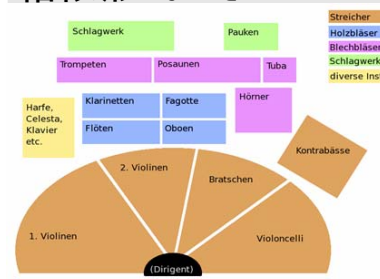 Schlagwerk
Pauken
Streicher
Holzbläser
Blechbläser
Schlagwerk
diverse Inst
Trompeten
Posaunen
Tuba
Harfe,
Celesta,
Klavier
etc.
Klarinetten
Fagotte
Hörner
Flöten
Oboen
Kontrabässe
2. Violinen
Bratschen
1. Violinen
Violoncelli
(Dirigent)